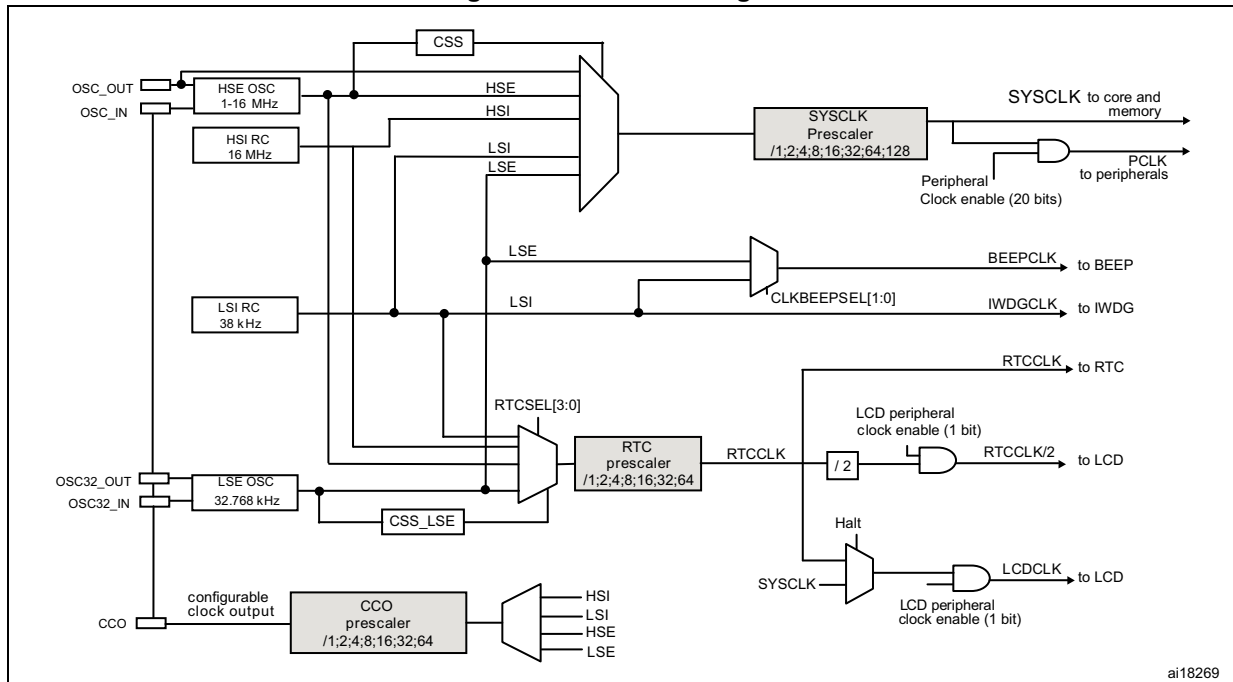 CSS
OSC_OUT
HSE OSC
1-16 MHz
OSC_IN
HSE
HSI
HSI RC
16 MHz
LSI
LSE
SYSCLK
Prescaler
/1;2;4;8;16;32;64;128
SYSCLK to core and
memory
PCLK
to peripherals
Peripheral
Clock enable (20 bits)
LSE
BEEPCLK
to BEEP
CLKBEEPSEL[1:0]
LSI RC
38 kHz
LSI
IWDGCLK
to IWDG
RTCCLK
to RTC
RTCSEL[3:0]
LCD peripheral
clock enable (1 bit)
RTC
prescaler
/1;2;4;8;16;32;64
RTCCLK
/ 2
RTCCLK/2
to LCD
OSC32_OUT
OSC32_IN
LSE OSC
32.768 kHz
CSS_LSE
Halt
SYSCLK
LCDCLK
to LCD
LCD peripheral
clock enable (1 bit)
CCO
configurable
clock output
CCO
prescaler
/1;2;4;8;16;32;64
HSI
LSI
HSE
LSE
ai18269